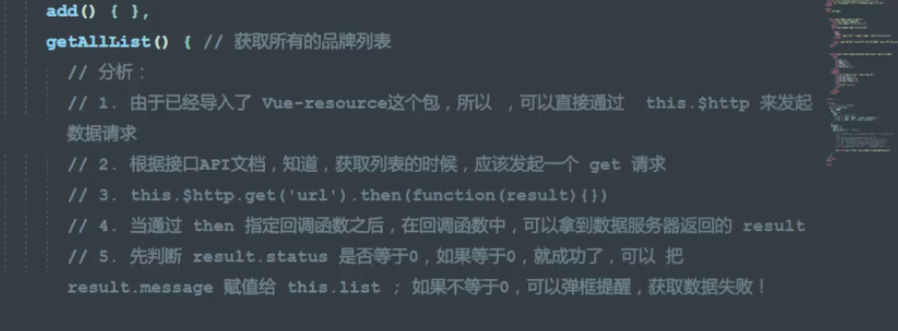 add() { },
getAllList() { // 获取所有的品牌列表
// 分析：
// 1. 由于已经导入了 Vue-resource这个包，所以 ，可以直接通过 this.$http 来发起
数据请求
// 2. 根据接口API文档，知道，获取列表的时候，应该发起一个 get 请求
// 3. this.$http.get('url').then(function(result){})
// 4. 当通过 then 指定回调函数之后，在回调函数中，可以拿到数据服务器返回的 result
// 5. 先判断 result.status 是否等于0，如果等于0，就成功了，可以 把
result.message 赋值给 this.list ; 如果不等于0，可以弹框提醒，获取数据失败！